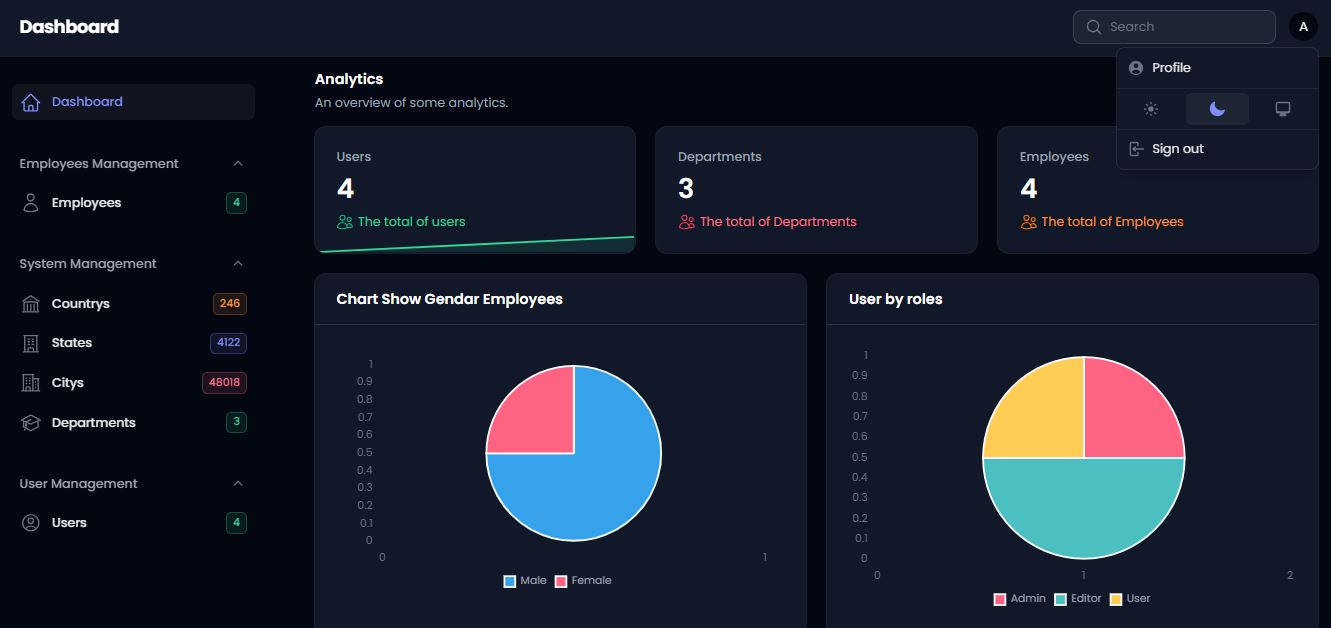 Dashboard
Search
A
Profile
Sign out
Dashboard
Employees Management
Employees 4
System Management
Countrys 246
States 4122
Citys 48018
Departments 3
User Management
Users 4
Analytics
An overview of some analytics.
Users
4
The total of users
Departments
3
The total of Departments
Employees
4
The total of Employees
Chart Show Gendar Employees
1
0.9
0.8
0.7
0.6
0.5
0.4
0.3
0.2
0.1
0
0 1
Male Female
User by roles
1
0.9
0.8
0.7
0.6
0.5
0.4
0.3
0.2
0.1
0
0 1 2
Admin Editor User